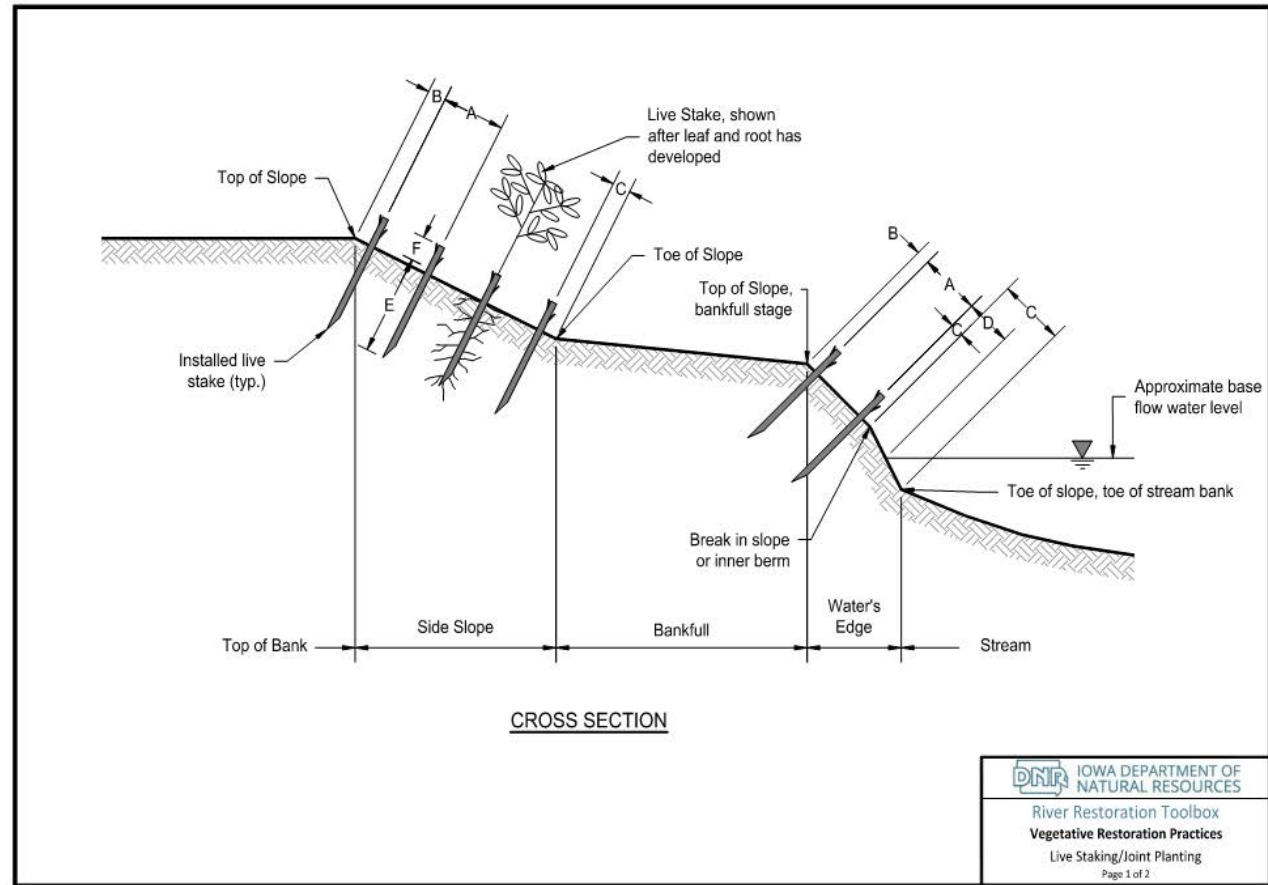 B
A
Live Stake, shown
after leaf and root has
developed
Top of Slope
C
F
E
Toe of Slope
Installed live
stake (typ.)
B
A
Top of Slope,
bankfull stage
C
D
C
Approximate base
flow water level
Toe of slope, toe of stream bank
Break in slope
or inner berm
Top of Bank
Side Slope
Bankfull
Water's
Edge
Stream
CROSS SECTION
DNR
IOWA DEPARTMENT OF
NATURAL RESOURCES
River Restoration Toolbox
Vegetative Restoration Practices
Live Staking/Joint Planting
Page 1 of 2